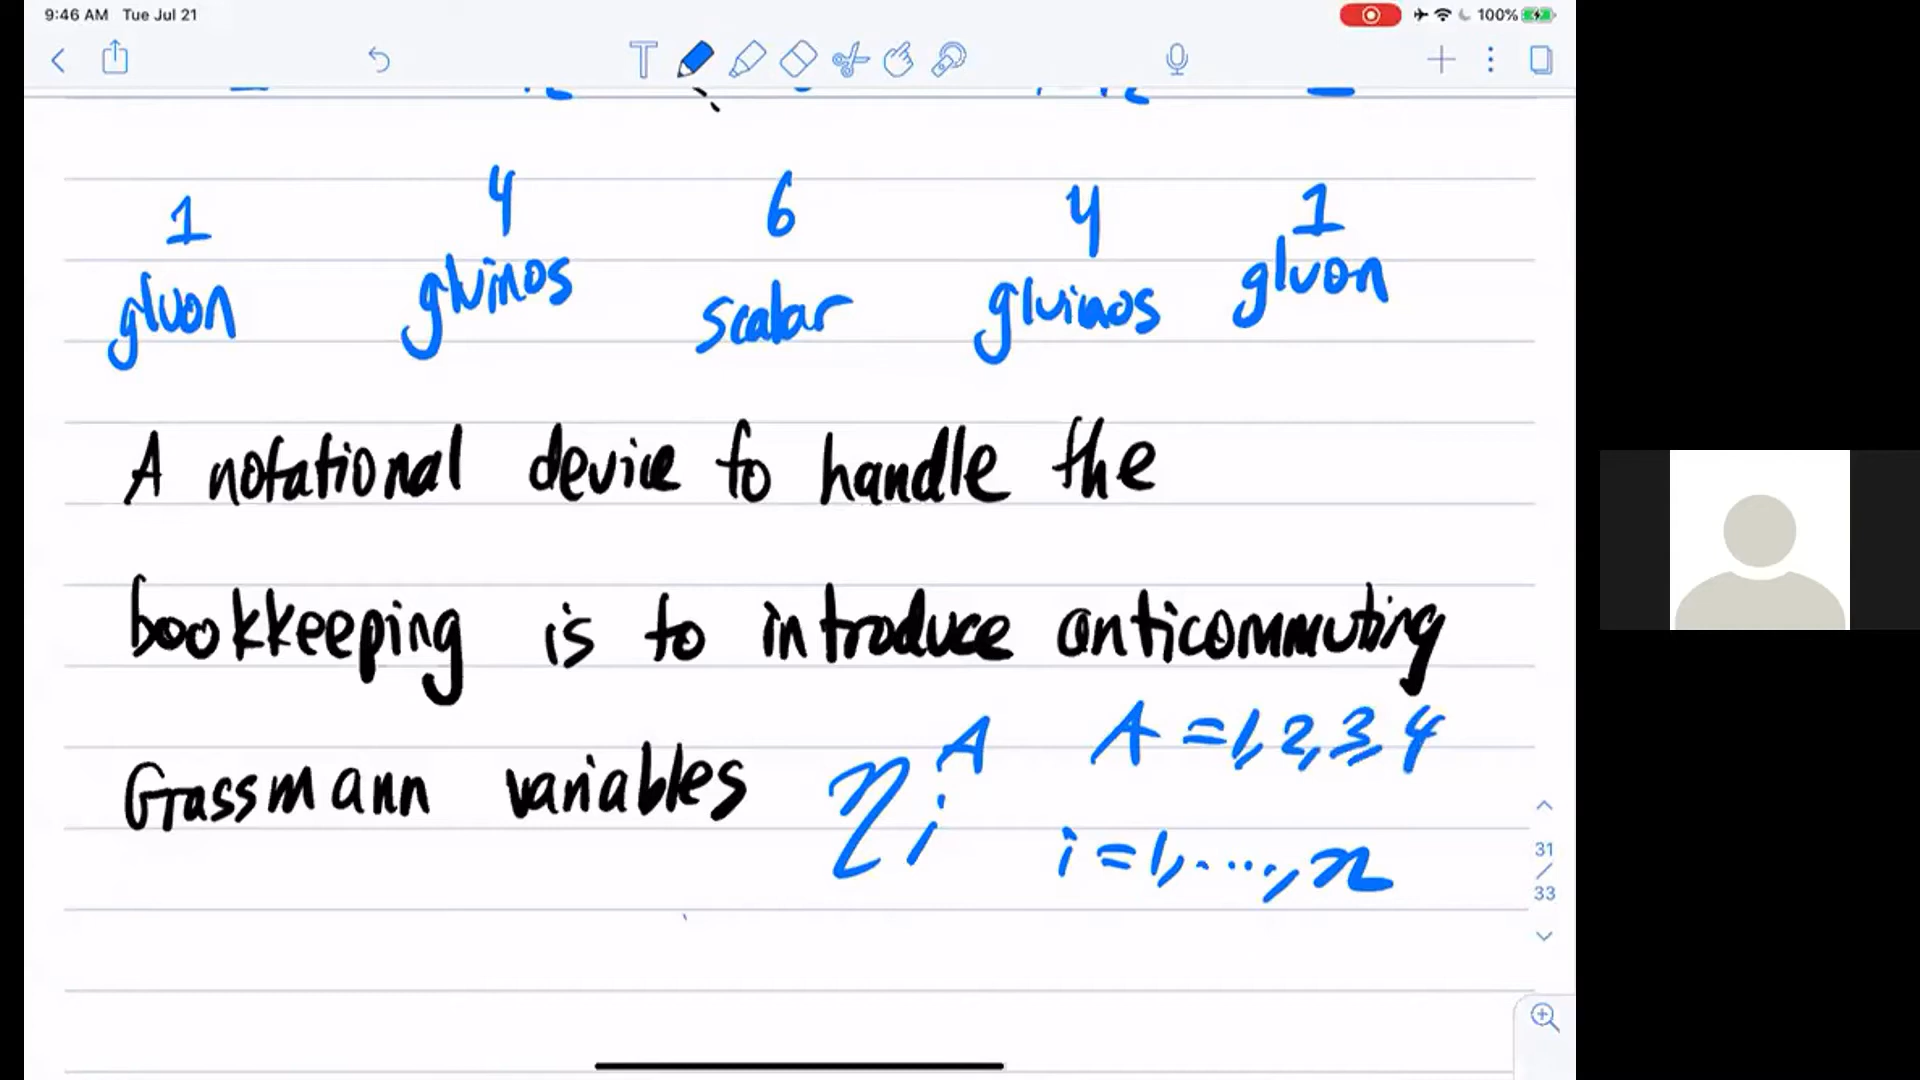 9:46 AM Tue Jul 21
100%
T
1 4 6 4 1
gluon gluinos scalar gluinos gluon
A notational device to handle the
bookkeeping is to introduce anticommuting
Grassmann variables η_i^A A = 1, 2, 3, 4
i = 1, ..., n
31
/
33